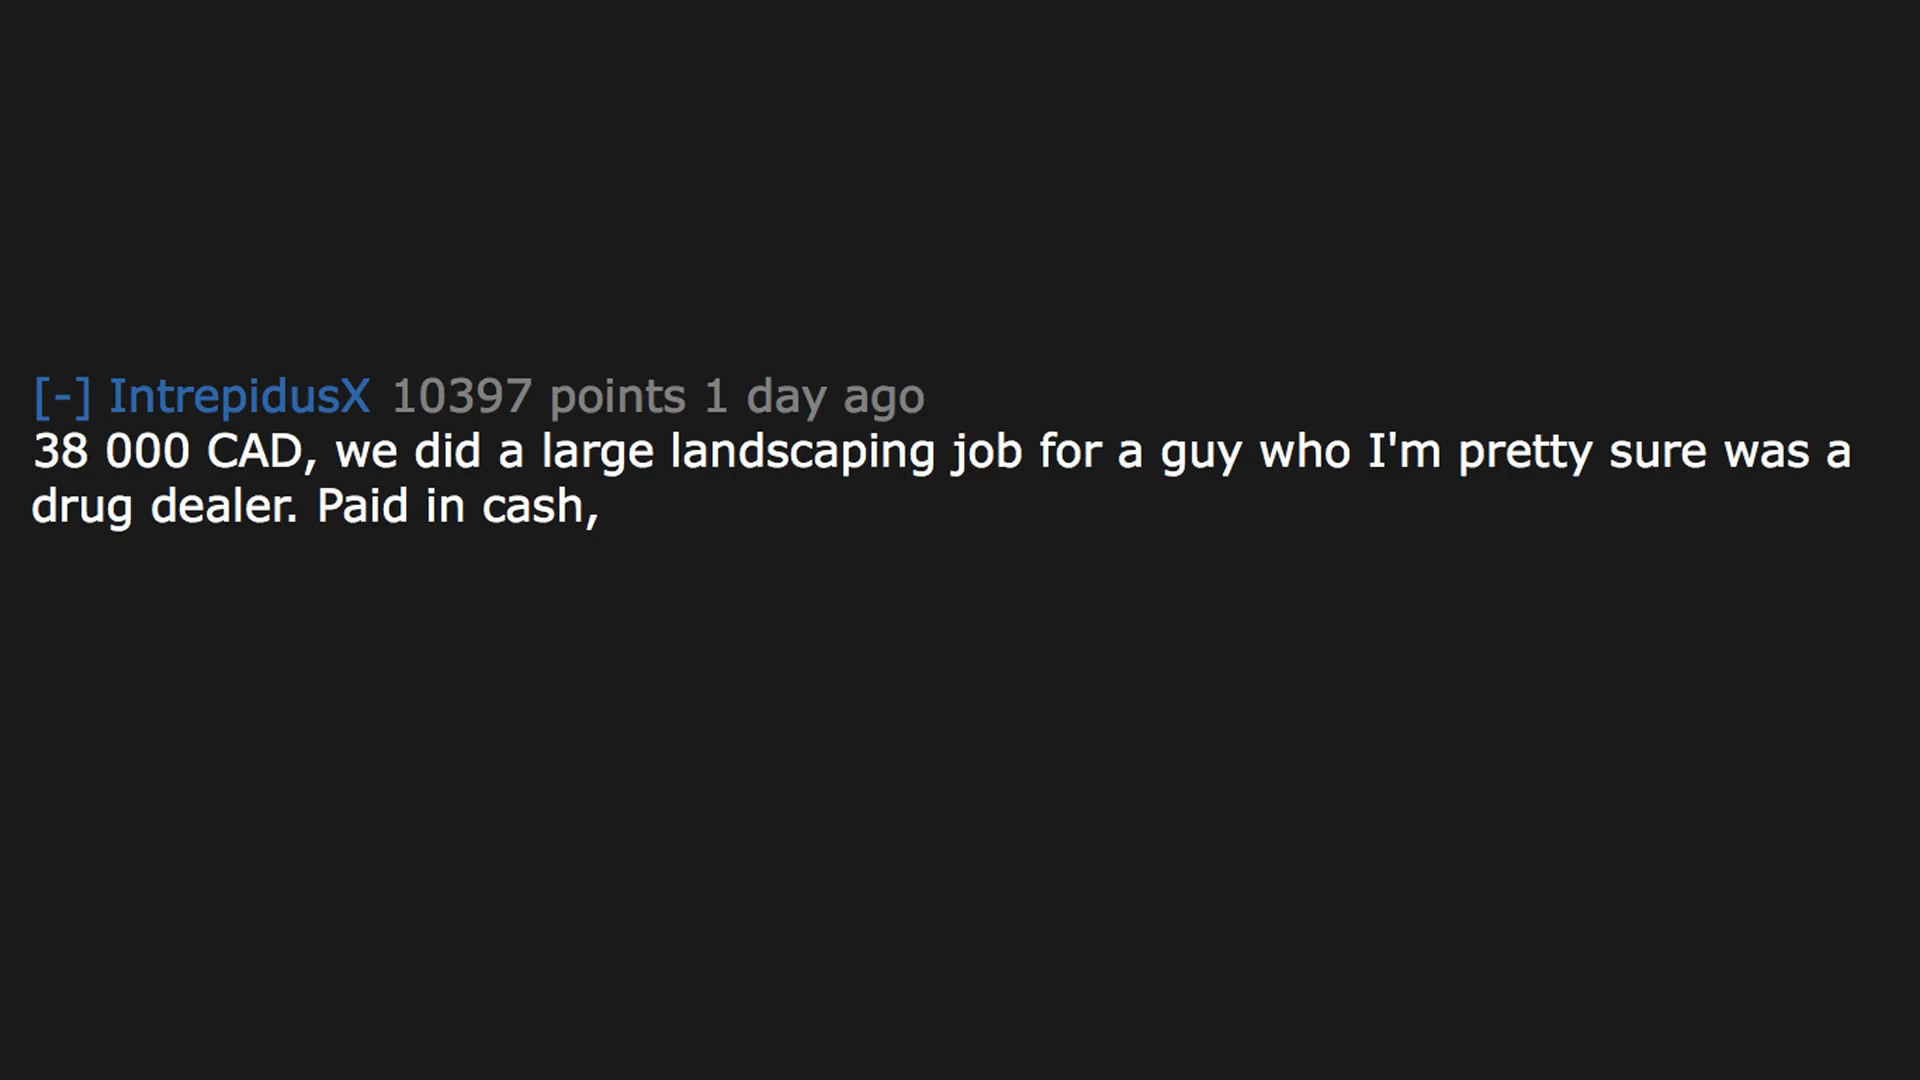 [-] IntrepidusX 10397 points 1 day ago
38 000 CAD, we did a large landscaping job for a guy who I'm pretty sure was a
drug dealer. Paid in cash,